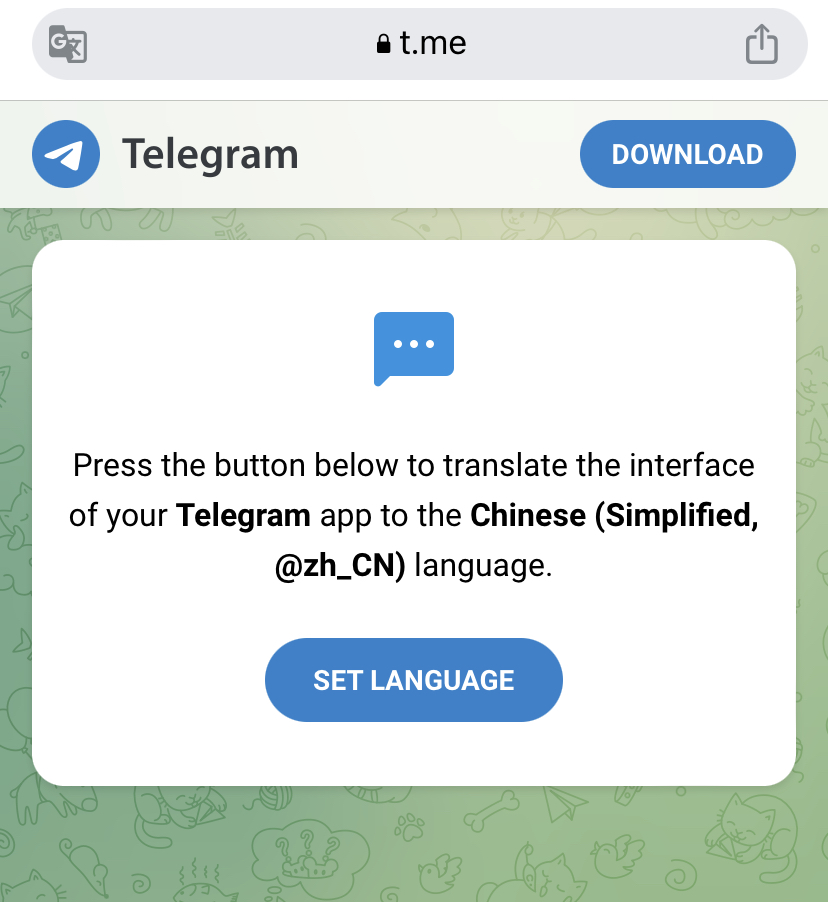 t.me
Telegram
DOWNLOAD
Press the button below to translate the interface
of your Telegram app to the Chinese (Simplified,
@zh_CN) language.
SET LANGUAGE